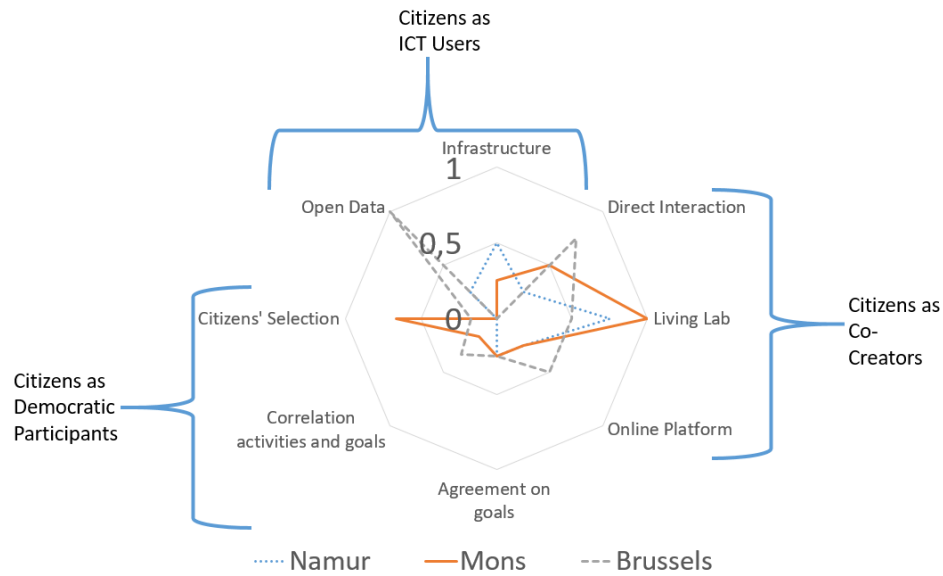 Citizens as
ICT Users
Infrastructure
1
Open Data
Direct Interaction
0,5
Citizens' Selection
0
Living Lab
Citizens as
Co-
Creators
Citizens as
Democratic
Participants
Correlation
activities and goals
Online Platform
Agreement on
goals
Namur
Mons
Brussels